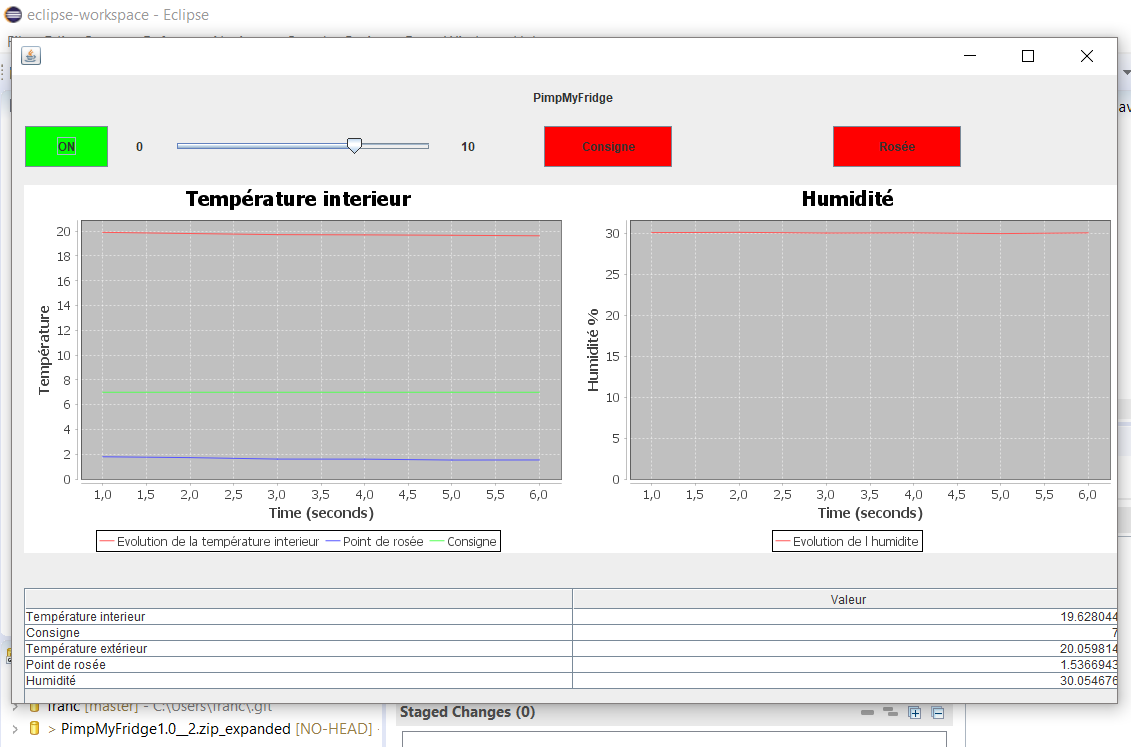 eclipse-workspace - Eclipse
PimpMyFridge
ON 0 10 Consigne Rosée
Température interieur
Température
20
18
16
14
12
10
8
6
4
2
0
1,0 1,5 2,0 2,5 3,0 3,5 4,0 4,5 5,0 5,5 6,0
Time (seconds)
Evolution de la température interieur Point de rosée Consigne
Humidité
Humidité %
30
25
20
15
10
5
0
1,0 1,5 2,0 2,5 3,0 3,5 4,0 4,5 5,0 5,5 6,0
Time (seconds)
Evolution de l humidite
Valeur
Température interieur 19.628044
Consigne 7
Température extérieur 20.059814
Point de rosée 1.5366943
Humidité 30.054676
franc [master] - C:\Users\franc\.git
> PimpMyFridge1.0__2.zip_expanded [NO-HEAD] -
Staged Changes (0)